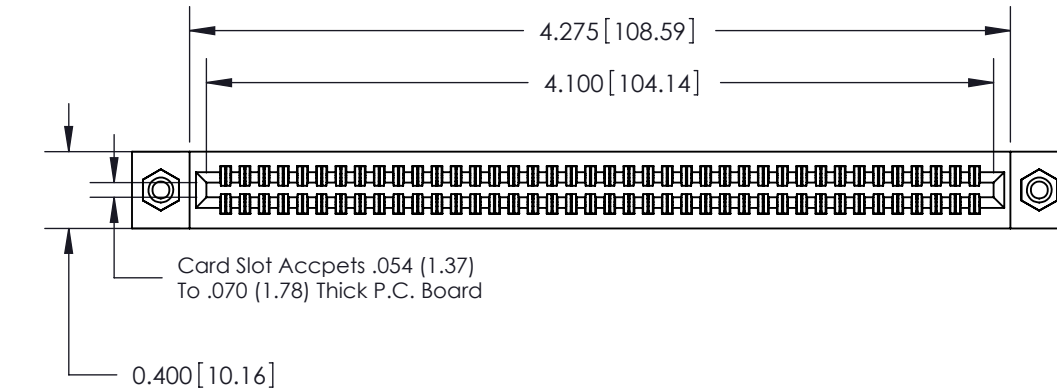 4.275[108.59]
4.100[104.14]
Card Slot Accpets .054 (1.37)
To .070 (1.78) Thick P.C. Board
0.400[10.16]